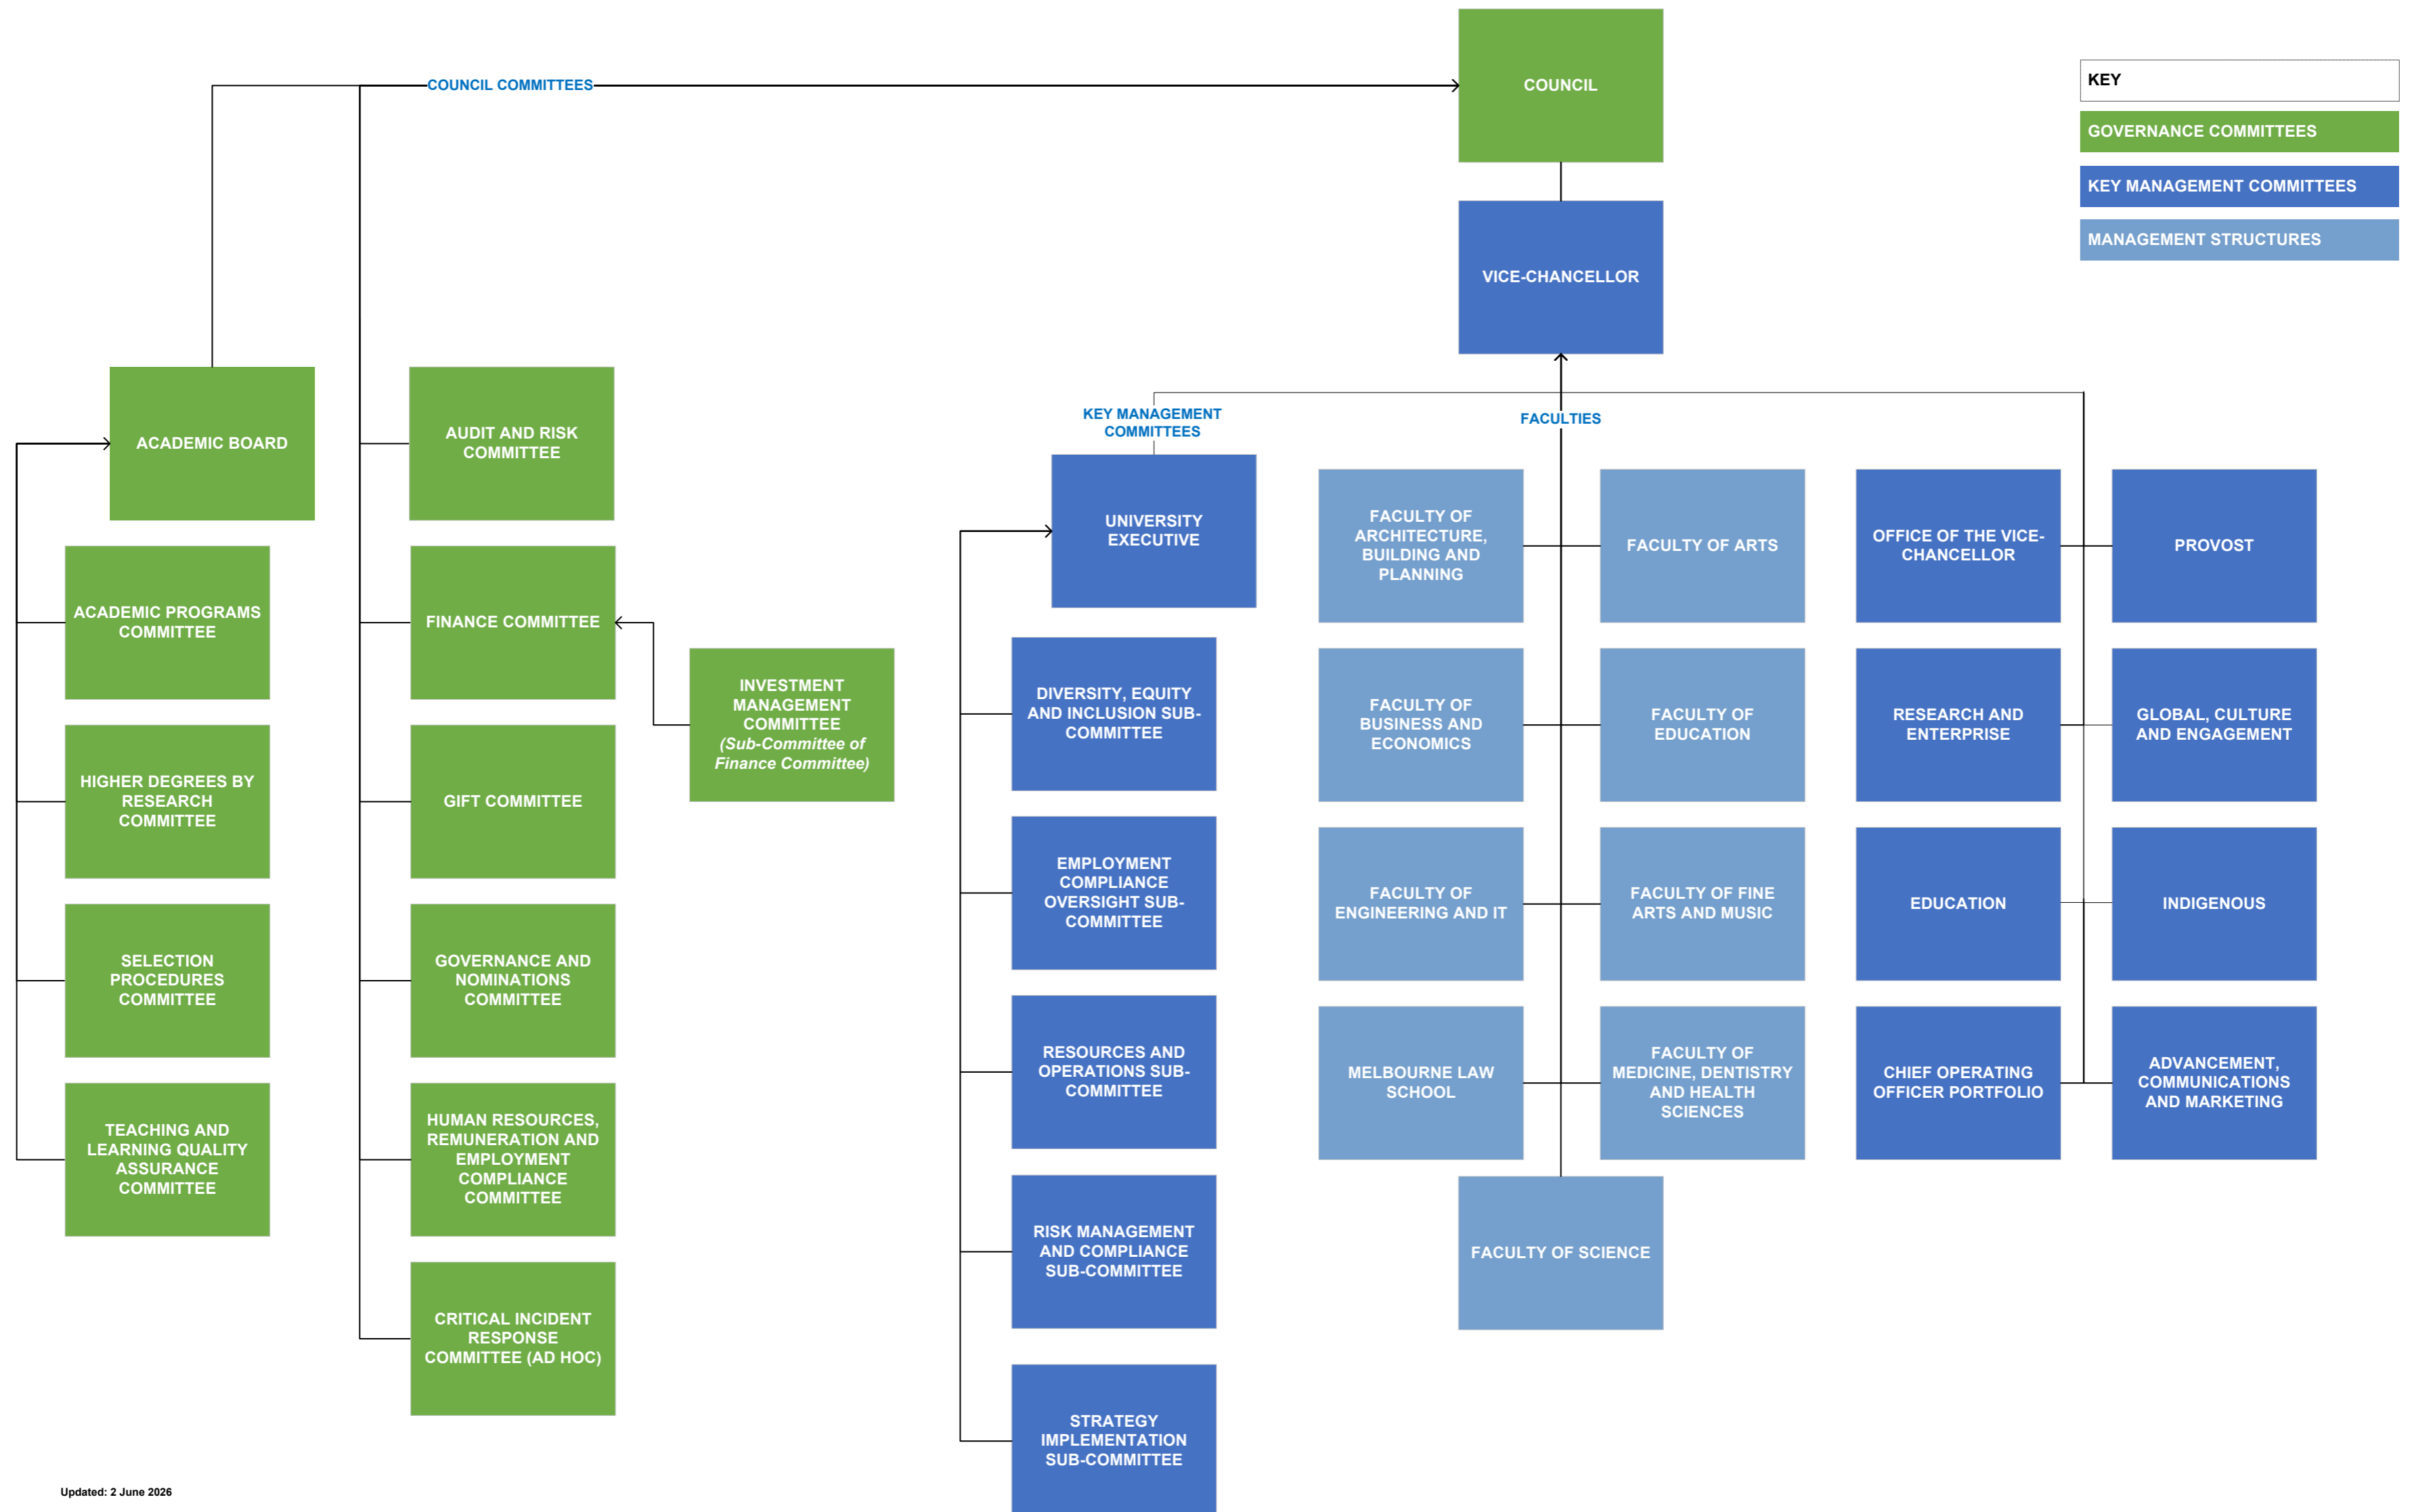 COUNCIL COMMITTEES
COUNCIL
KEY
GOVERNANCE COMMITTEES
KEY MANAGEMENT COMMITTEES
MANAGEMENT STRUCTURES
VICE-CHANCELLOR
ACADEMIC BOARD
ACADEMIC PROGRAMS
COMMITTEE
HIGHER DEGREES BY
RESEARCH
COMMITTEE
SELECTION
PROCEDURES
COMMITTEE
TEACHING AND
LEARNING QUALITY
ASSURANCE
COMMITTEE
AUDIT AND RISK
COMMITTEE
FINANCE COMMITTEE
GIFT COMMITTEE
GOVERNANCE AND
NOMINATIONS
COMMITTEE
HUMAN RESOURCES,
REMUNERATION AND
EMPLOYMENT
COMPLIANCE
COMMITTEE
CRITICAL INCIDENT
RESPONSE
COMMITTEE (AD HOC)
INVESTMENT
MANAGEMENT
COMMITTEE
(Sub-Committee of
Finance Committee)
KEY MANAGEMENT
COMMITTEES
UNIVERSITY
EXECUTIVE
DIVERSITY, EQUITY
AND INCLUSION SUB-
COMMITTEE
EMPLOYMENT
COMPLIANCE
OVERSIGHT SUB-
COMMITTEE
RESOURCES AND
OPERATIONS SUB-
COMMITTEE
RISK MANAGEMENT
AND COMPLIANCE
SUB-COMMITTEE
STRATEGY
IMPLEMENTATION
SUB-COMMITTEE
FACULTIES
FACULTY OF
ARCHITECTURE,
BUILDING AND
PLANNING
FACULTY OF ARTS
FACULTY OF
BUSINESS AND
ECONOMICS
FACULTY OF
EDUCATION
FACULTY OF
ENGINEERING AND IT
FACULTY OF FINE
ARTS AND MUSIC
MELBOURNE LAW
SCHOOL
FACULTY OF
MEDICINE, DENTISTRY
AND HEALTH
SCIENCES
FACULTY OF SCIENCE
OFFICE OF THE VICE-
CHANCELLOR
PROVOST
RESEARCH AND
ENTERPRISE
GLOBAL, CULTURE
AND ENGAGEMENT
EDUCATION
INDIGENOUS
CHIEF OPERATING
OFFICER PORTFOLIO
ADVANCEMENT,
COMMUNICATIONS
AND MARKETING
Updated: 2 June 2026